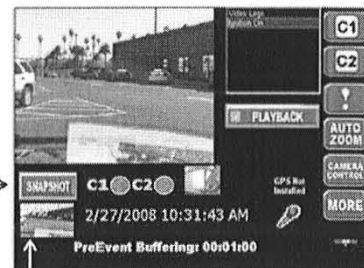 Video Logs
Ignition On
C1
C2
!
PLAYBACK
AUTO
ZOOM
CAMERA
CONTROL
SNAPSHOT
C1 C2
GPS Not
Installed
MORE
2/27/2008 10:31:43 AM
PreEvent Buffering: 00:01:00